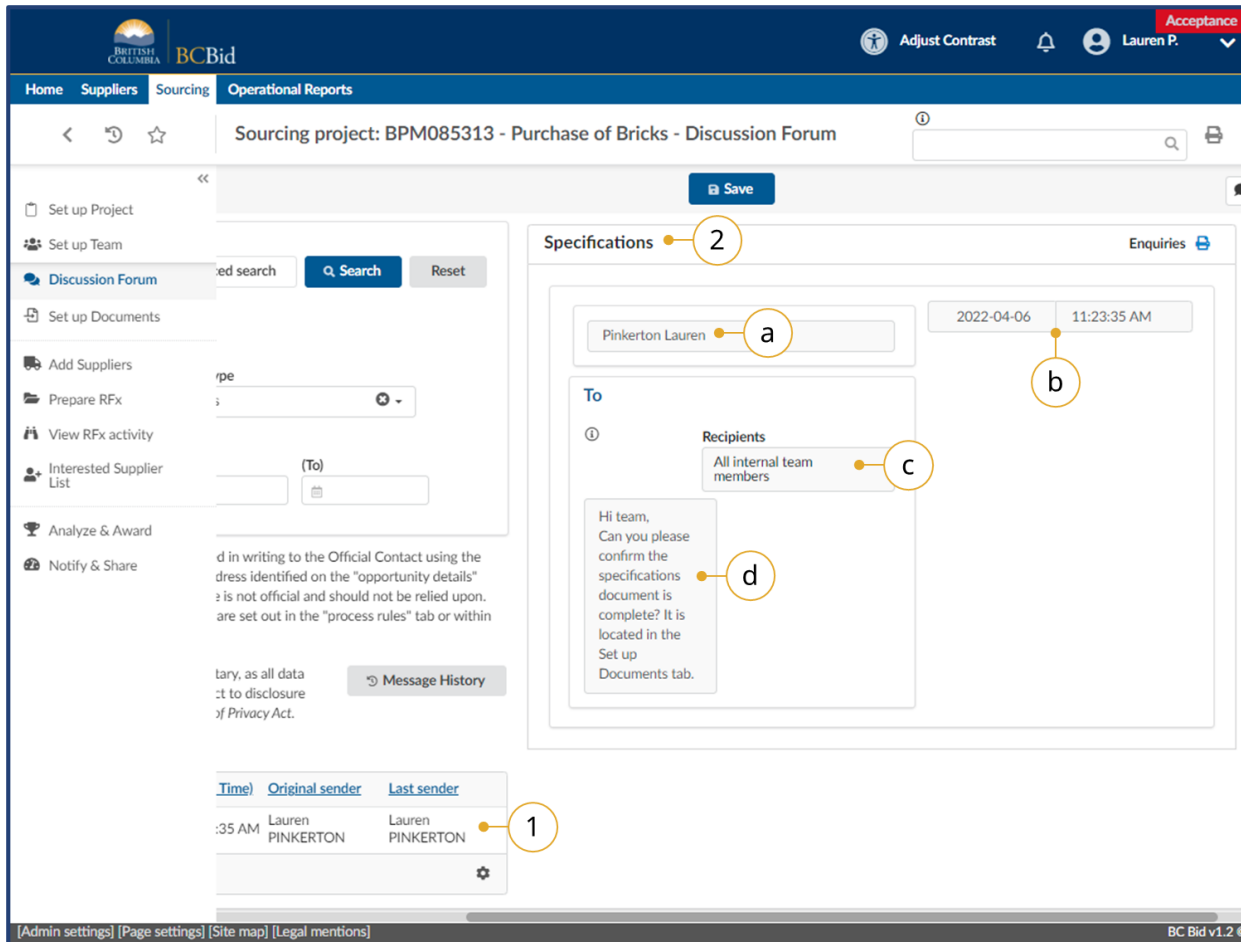 Acceptance
BRITISH
COLUMBIA
BCBid
Adjust Contrast
Lauren P.
Home Suppliers Sourcing Operational Reports
Sourcing project: BPM085313 - Purchase of Bricks - Discussion Forum
Save
Set up Project
Set up Team
Discussion Forum
Set up Documents
Add Suppliers
Prepare RFx
View RFx activity
Interested Supplier
List
Analyze & Award
Notify & Share
search
Search
Reset
(To)
d in writing to the Official Contact using the
dress identified on the "opportunity details"
e is not official and should not be relied upon.
are set out in the "process rules" tab or within
tary, as all data
ct to disclosure
of Privacy Act.
Message History
Time) Original sender Last sender
:35 AM Lauren
PINKERTON
Lauren
PINKERTON
1
Specifications
2
Enquiries
Pinkerton Lauren
a
2022-04-06 11:23:35 AM
b
To
Recipients
All internal team
members
c
Hi team,
Can you please
confirm the
specifications
document is
complete? It is
located in the
Set up
Documents tab.
d
[Admin settings] [Page settings] [Site map] [Legal mentions]
BC Bid v1.2 ©